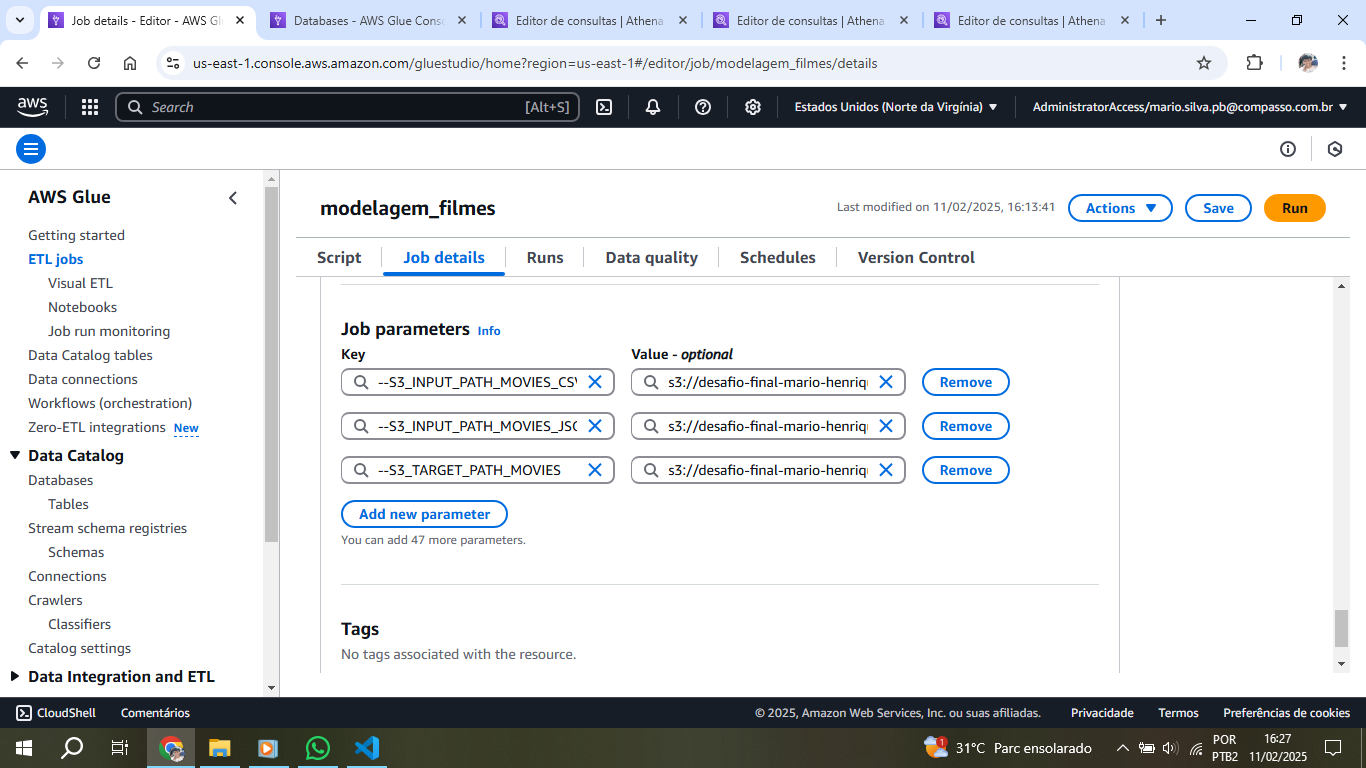 Job details - Editor - AWS Gl
Databases - AWS Glue Conso
Editor de consultas | Athena
Editor de consultas | Athena
Editor de consultas | Athena
us-east-1.console.aws.amazon.com/gluestudio/home?region=us-east-1#/editor/job/modelagem_filmes/details
aws
Search
[Alt+S]
Estados Unidos (Norte da Virgínia)
AdministratorAccess/mario.silva.pb@compasso.com.br
AWS Glue
Getting started
ETL jobs
Visual ETL
Notebooks
Job run monitoring
Data Catalog tables
Data connections
Workflows (orchestration)
Zero-ETL integrations New
Data Catalog
Databases
Tables
Stream schema registries
Schemas
Connections
Crawlers
Classifiers
Catalog settings
Data Integration and ETL
modelagem_filmes
Last modified on 11/02/2025, 16:13:41
Actions
Save
Run
Script
Job details
Runs
Data quality
Schedules
Version Control
Job parameters Info
Key
Value - optional
--S3_INPUT_PATH_MOVIES_CSV
s3://desafio-final-mario-henriqu
Remove
--S3_INPUT_PATH_MOVIES_JSO
s3://desafio-final-mario-henriqu
Remove
--S3_TARGET_PATH_MOVIES
s3://desafio-final-mario-henriqu
Remove
Add new parameter
You can add 47 more parameters.
Tags
No tags associated with the resource.
CloudShell
Comentários
© 2025, Amazon Web Services, Inc. ou suas afiliadas.
Privacidade
Termos
Preferências de cookies
1
31°C Parc ensolarado
POR
PTB2
16:27
11/02/2025